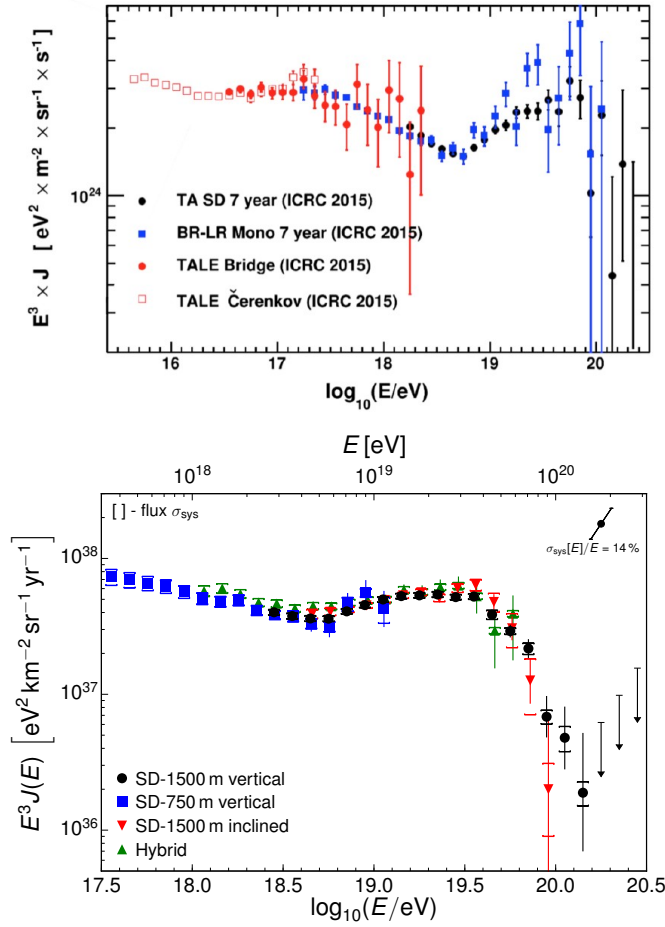 E³ × J [ eV² × m⁻² × sr⁻¹ × s⁻¹ ]
10²⁴
TA SD 7 year (ICRC 2015)
BR-LR Mono 7 year (ICRC 2015)
TALE Bridge (ICRC 2015)
TALE Čerenkov (ICRC 2015)
16 17 18 19 20
log₁₀(E/eV)
E [eV]
10¹⁸ 10¹⁹ 10²⁰
[ ] - flux σsys
σsys[E]/E = 14 %
E³ J(E) [eV² km⁻² sr⁻¹ yr⁻¹]
10³⁸
10³⁷
10³⁶
SD-1500 m vertical
SD-750 m vertical
SD-1500 m inclined
Hybrid
17.5 18.0 18.5 19.0 19.5 20.0 20.5
log₁₀(E/eV)